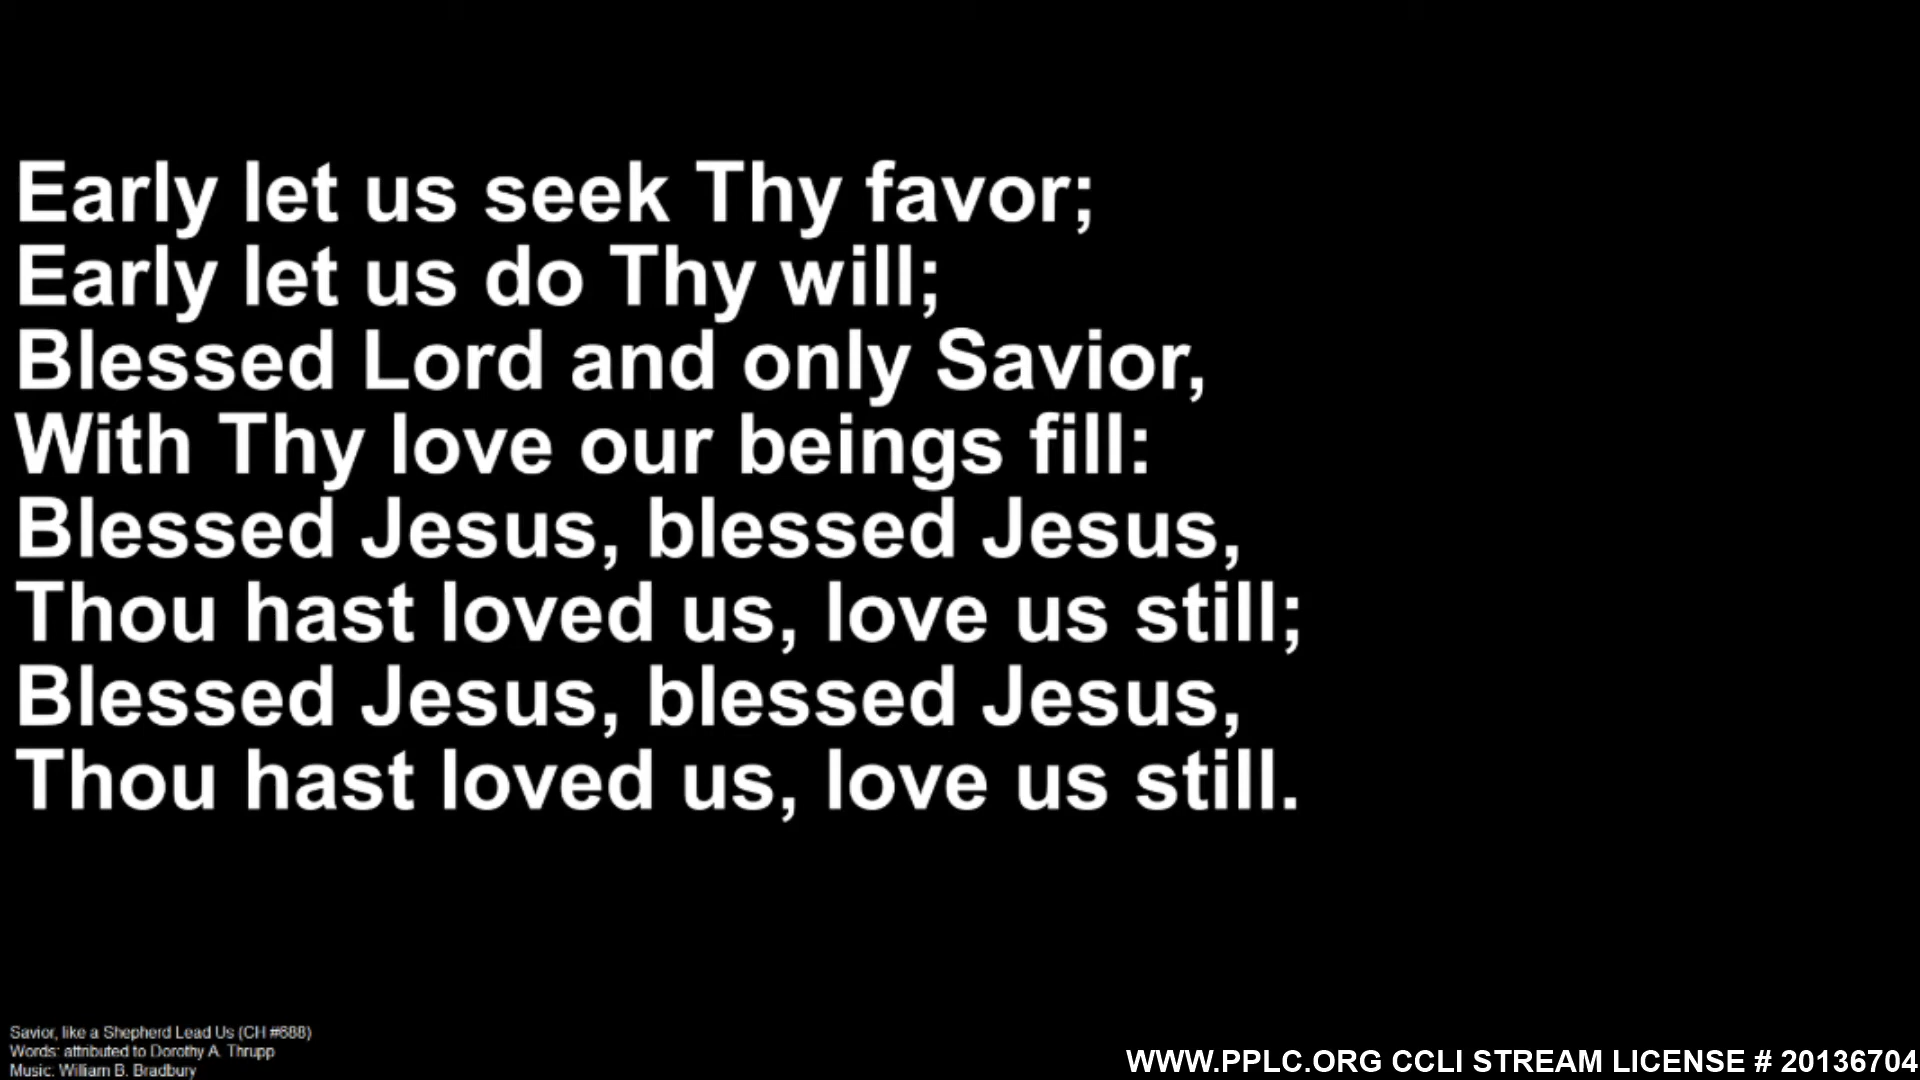 Early let us seek Thy favor;
Early let us do Thy will;
Blessed Lord and only Savior,
With Thy love our beings fill:
Blessed Jesus, blessed Jesus,
Thou hast loved us, love us still;
Blessed Jesus, blessed Jesus,
Thou hast loved us, love us still.
Savior, like a Shepherd Lead Us (CH #688)
Words: attributed to Dorothy A. Thrupp
Music: William B. Bradbury
WWW.PPLC.ORG CCLI STREAM LICENSE # 20136704